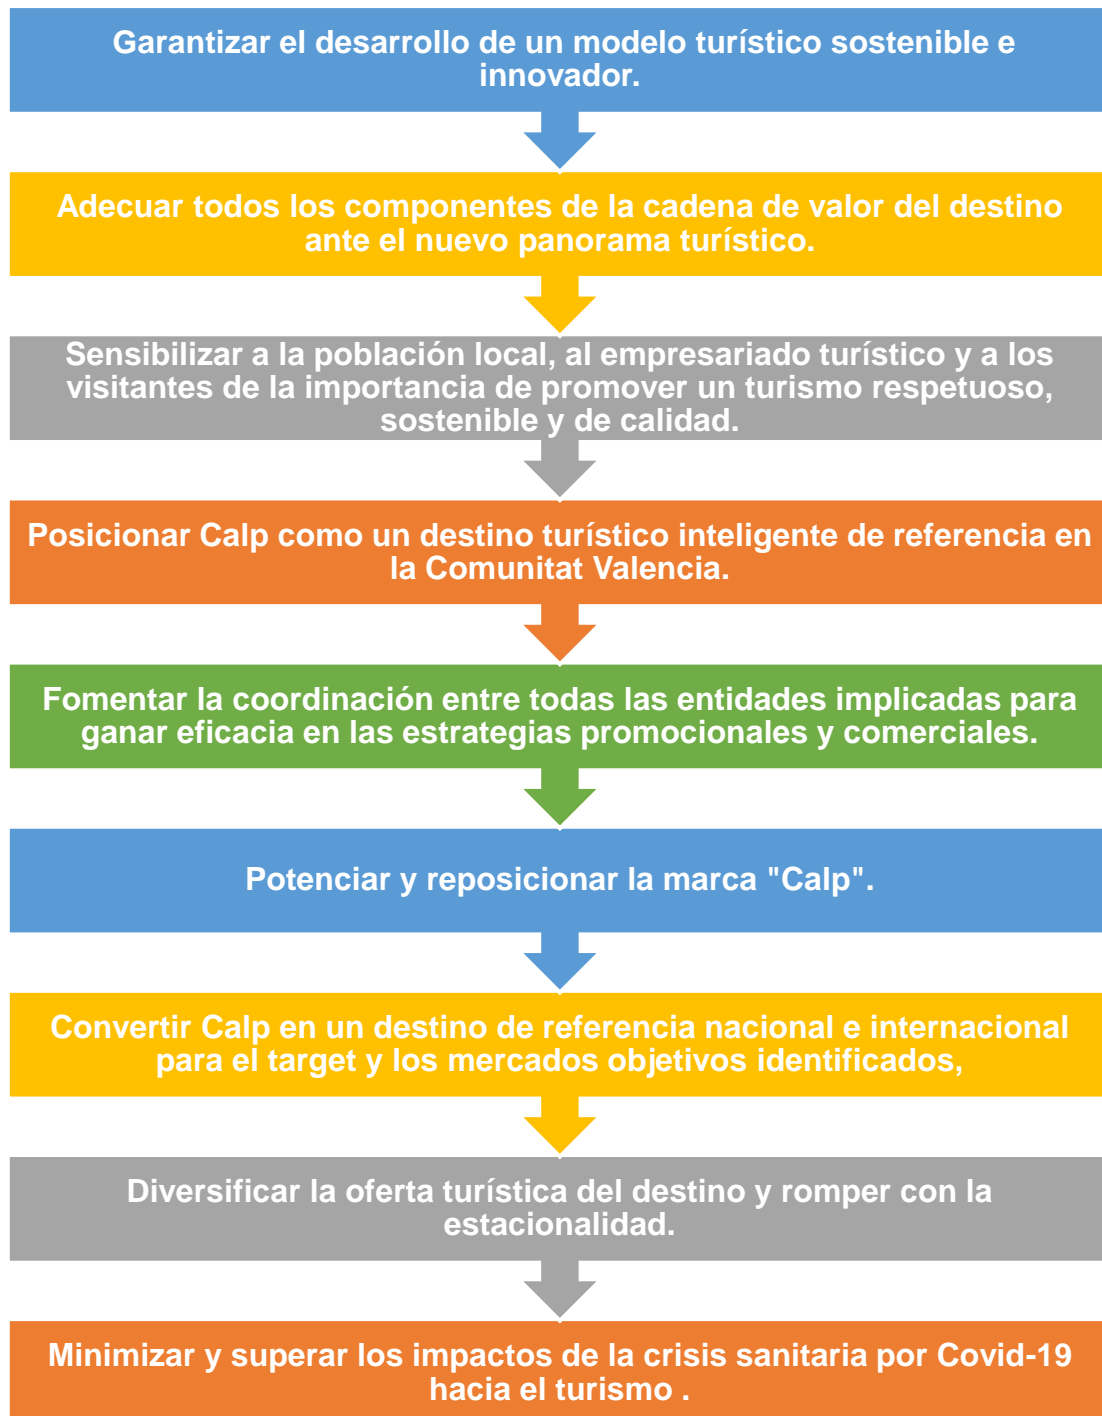 Garantizar el desarrollo de un modelo turístico sostenible e
innovador.
Adecuar todos los componentes de la cadena de valor del destino
ante el nuevo panorama turístico.
Sensibilizar a la población local, al empresariado turístico y a los
visitantes de la importancia de promover un turismo respetuoso,
sostenible y de calidad.
Posicionar Calp como un destino turístico inteligente de referencia en
la Comunitat Valencia.
Fomentar la coordinación entre todas las entidades implicadas para
ganar eficacia en las estrategias promocionales y comerciales.
Potenciar y reposicionar la marca "Calp".
Convertir Calp en un destino de referencia nacional e internacional
para el target y los mercados objetivos identificados,
Diversificar la oferta turística del destino y romper con la
estacionalidad.
Minimizar y superar los impactos de la crisis sanitaria por Covid-19
hacia el turismo .